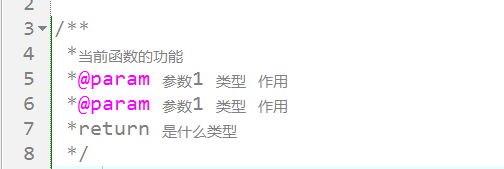 2
3 /**
4 *当前函数的功能
5 *@param 参数1 类型 作用
6 *@param 参数1 类型 作用
7 *return 是什么类型
8 */